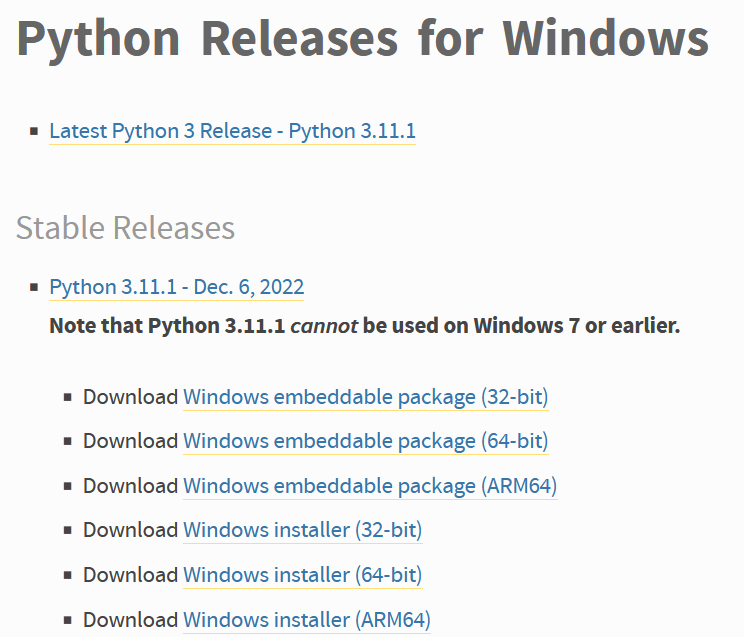 Python Releases for Windows
Latest Python 3 Release - Python 3.11.1
Stable Releases
Python 3.11.1 - Dec. 6, 2022
Note that Python 3.11.1 cannot be used on Windows 7 or earlier.
Download Windows embeddable package (32-bit)
Download Windows embeddable package (64-bit)
Download Windows embeddable package (ARM64)
Download Windows installer (32-bit)
Download Windows installer (64-bit)
Download Windows installer (ARM64)